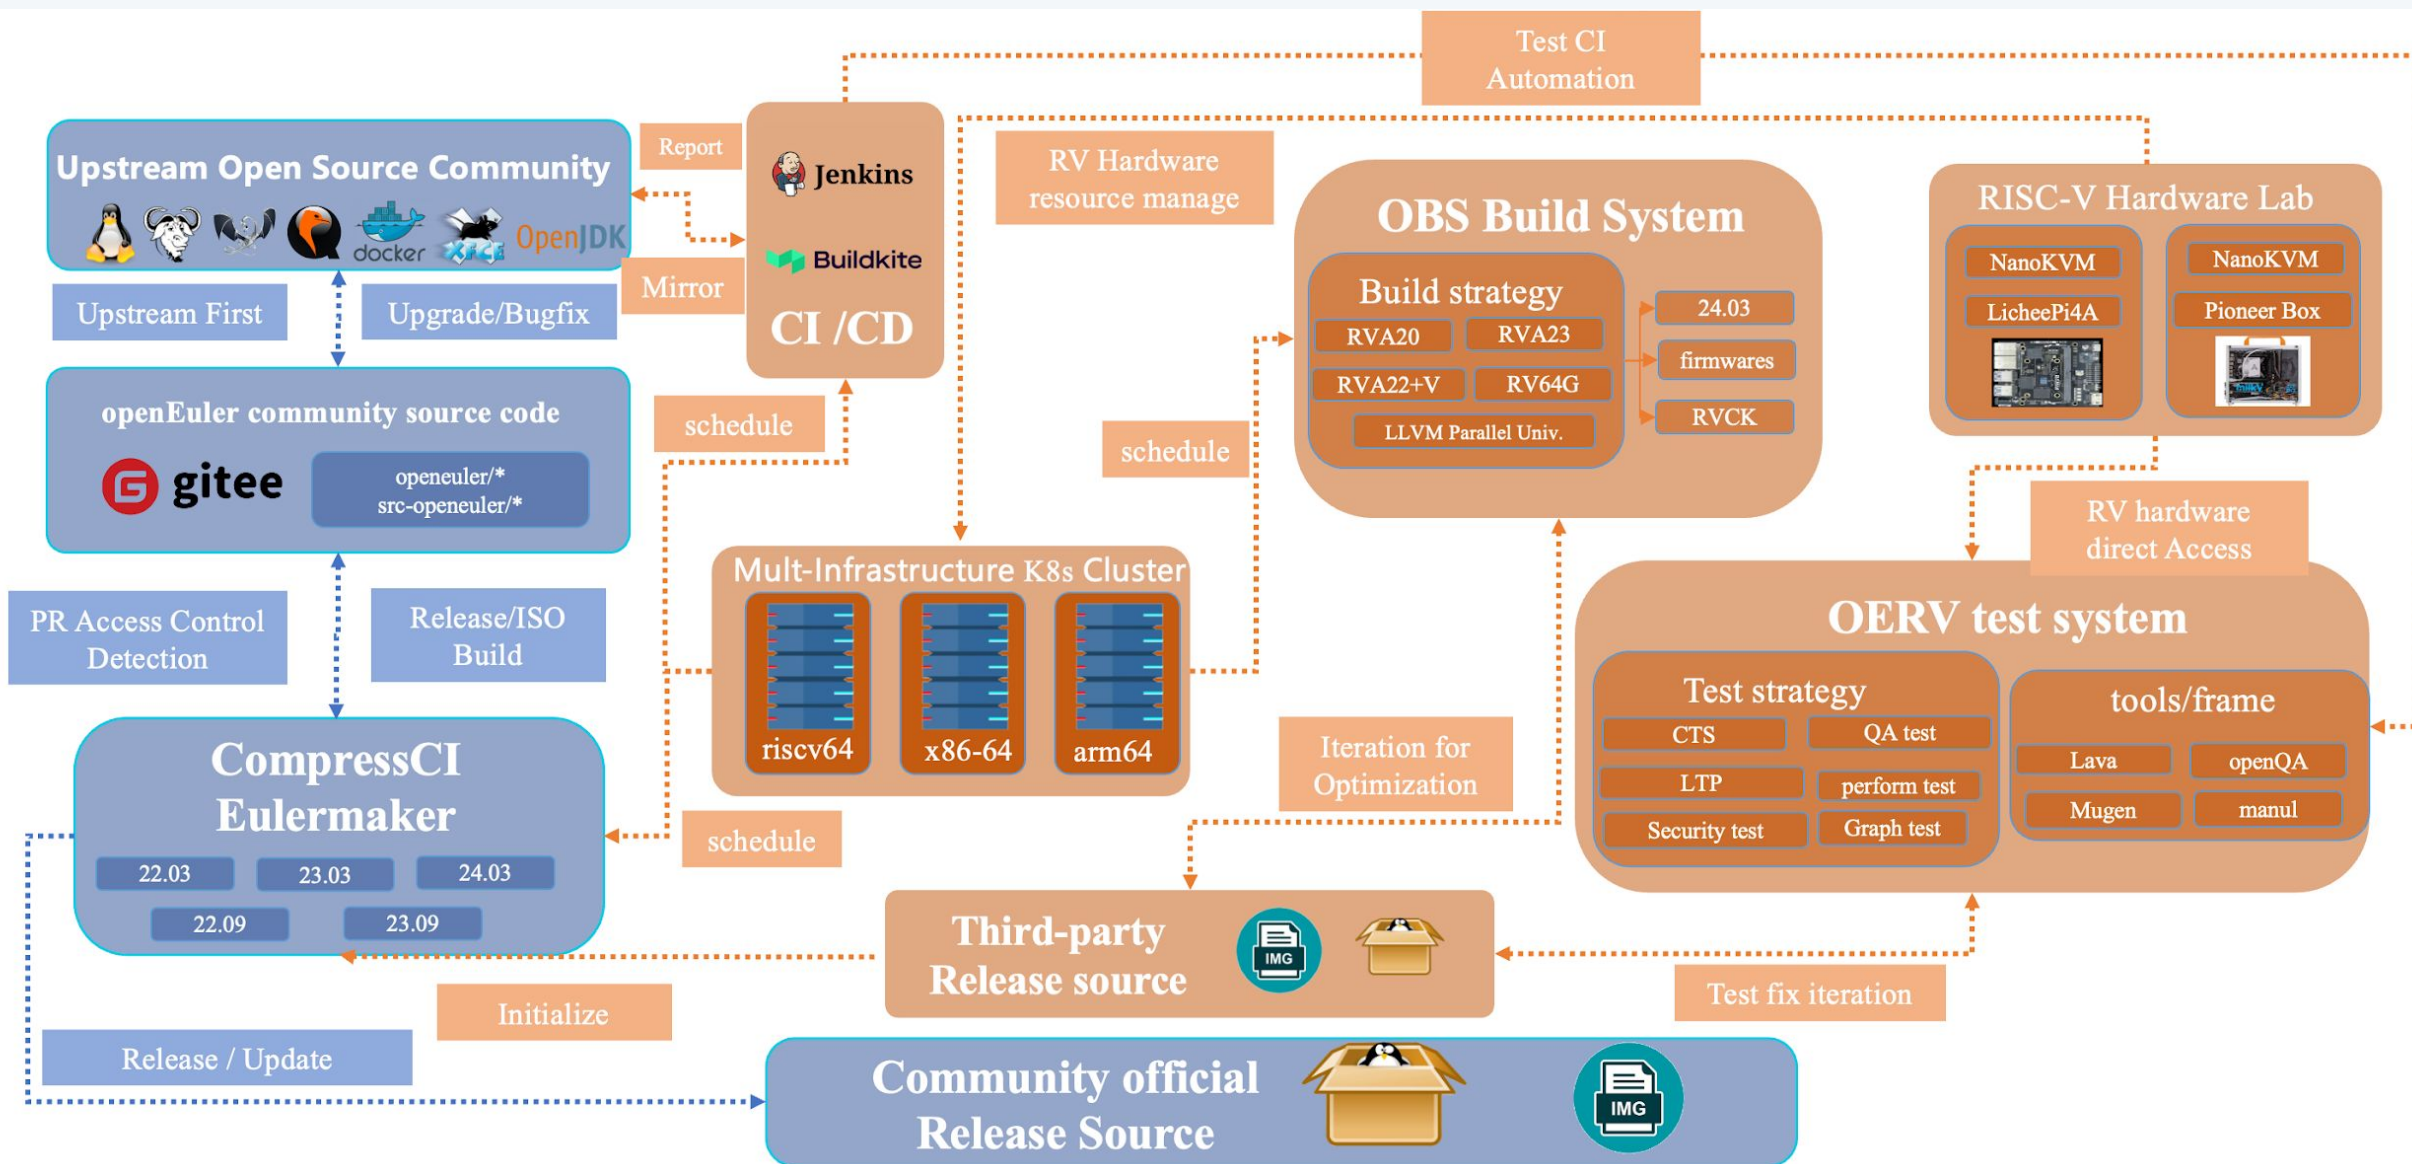 Test CI
Automation
Upstream Open Source Community
docker
XFCE
OpenJDK
Report
Mirror
Jenkins
Buildkite
CI /CD
RV Hardware
resource manage
OBS Build System
Build strategy
RVA20
RVA23
RVA22+V
RV64G
LLVM Parallel Univ.
24.03
firmwares
RVCK
RISC-V Hardware Lab
NanoKVM
LicheePi4A
NanoKVM
Pioneer Box
Upstream First
Upgrade/Bugfix
openEuler community source code
G gitee
openeuler/*
src-openeuler/*
schedule
schedule
RV hardware
direct Access
Mult-Infrastructure K8s Cluster
riscv64
x86-64
arm64
PR Access Control
Detection
Release/ISO
Build
OERV test system
Test strategy
CTS
QA test
LTP
perform test
Security test
Graph test
tools/frame
Lava
openQA
Mugen
manul
CompressCI
Eulermaker
22.03
23.03
24.03
22.09
23.09
schedule
Iteration for
Optimization
Third-party
Release source
IMG
Initialize
Test fix iteration
Release / Update
Community official
Release Source
IMG